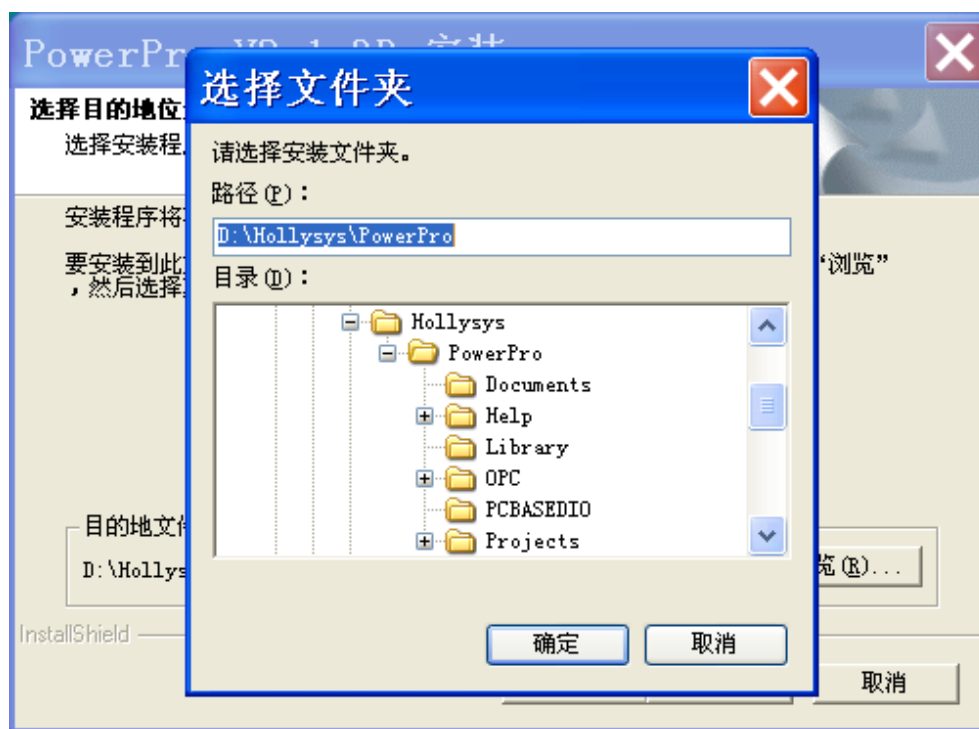 PowerPr
选择文件夹
选择目的地位
选择安装程
请选择安装文件夹。
路径(P):
安装程序将
D:\Hollysys\PowerPro
要安装到此
“浏览”
,然后选择
目录(D):
Hollysys
PowerPro
Documents
Help
Library
OPC
PCBASEDIO
Projects
目的地文件
D:\Hollys
览(R)...
InstallShield
确定
取消
取消